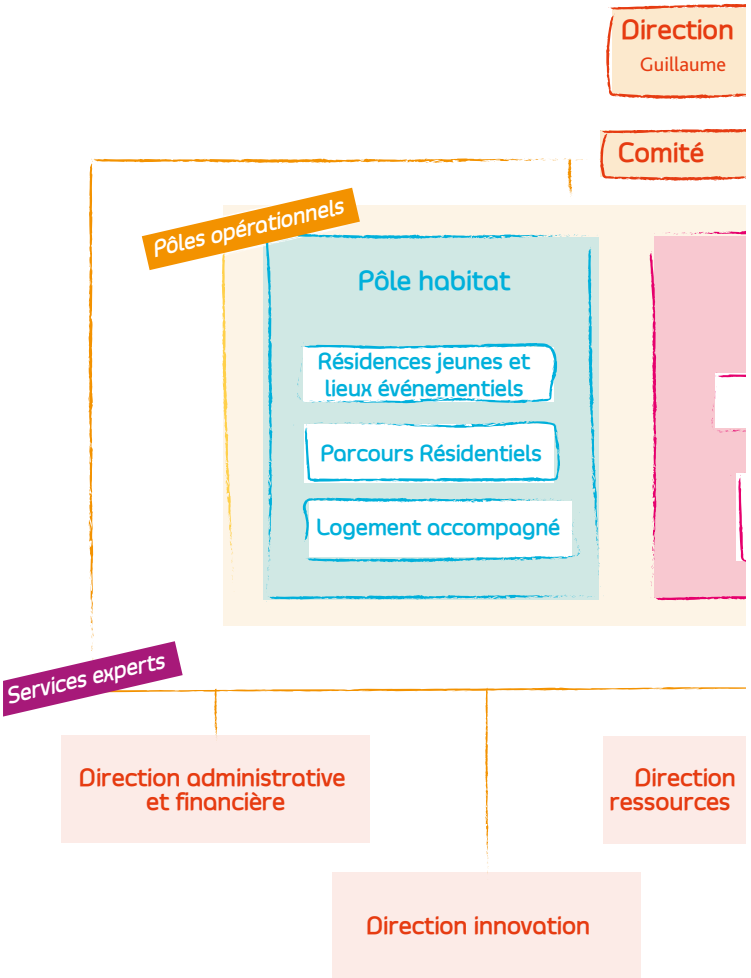 Direction
Guillaume
Comité
Pôles opérationnels
Pôle habitat
Résidences jeunes et
lieux événementiels
Parcours Résidentiels
Logement accompagné
Services experts
Direction administrative
et financière
Direction
ressources
Direction innovation